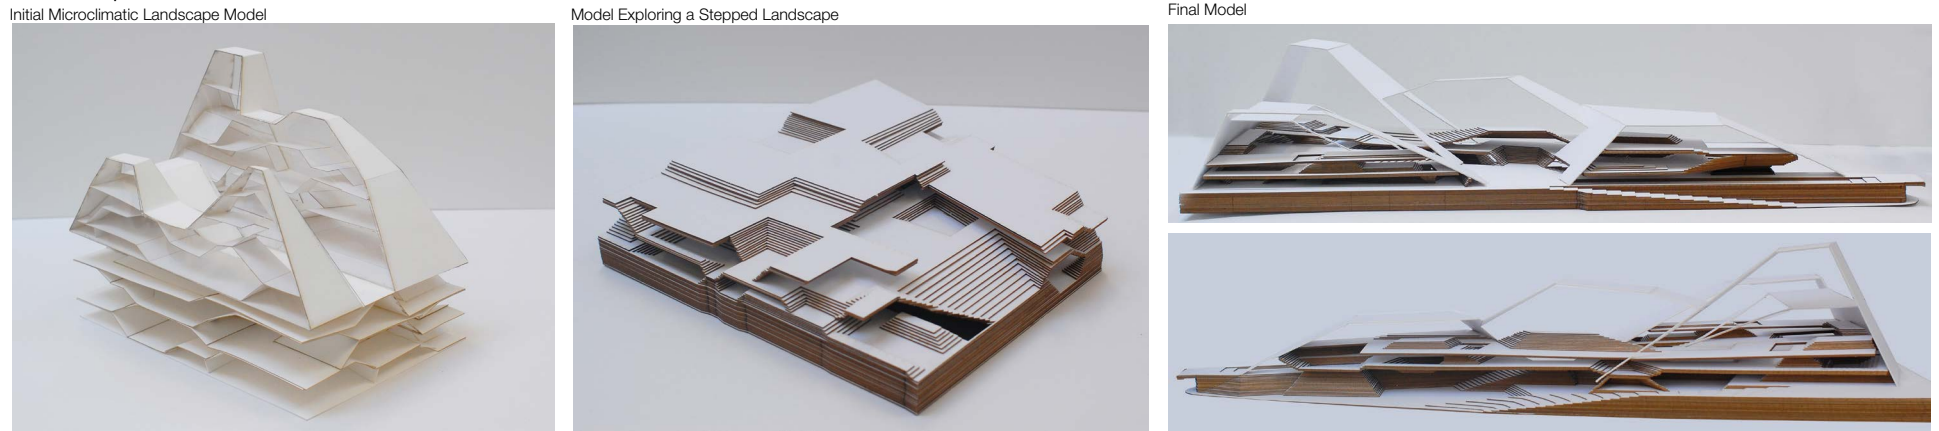 Initial Microclimatic Landscape Model
Model Exploring a Stepped Landscape
Final Model